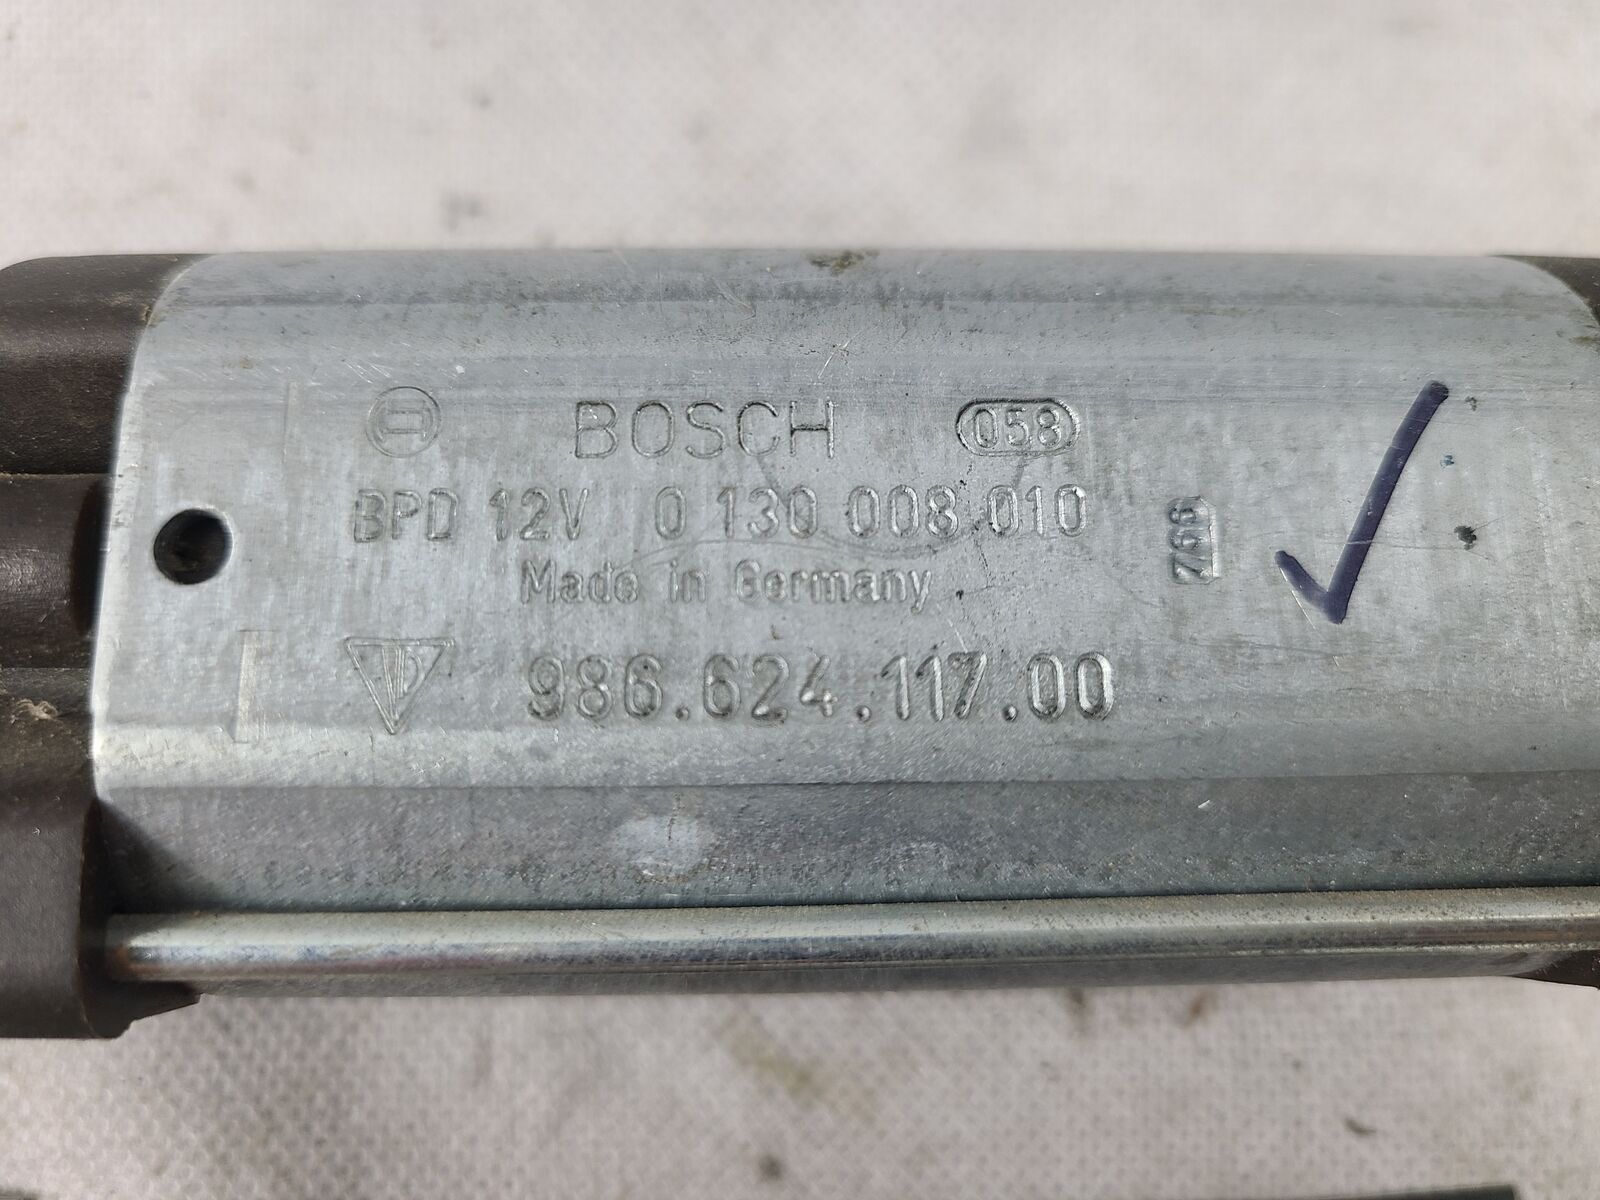 BOSCH 058
BPD 12V 0 130 008 010
766
Made in Germany
986.624.117.00